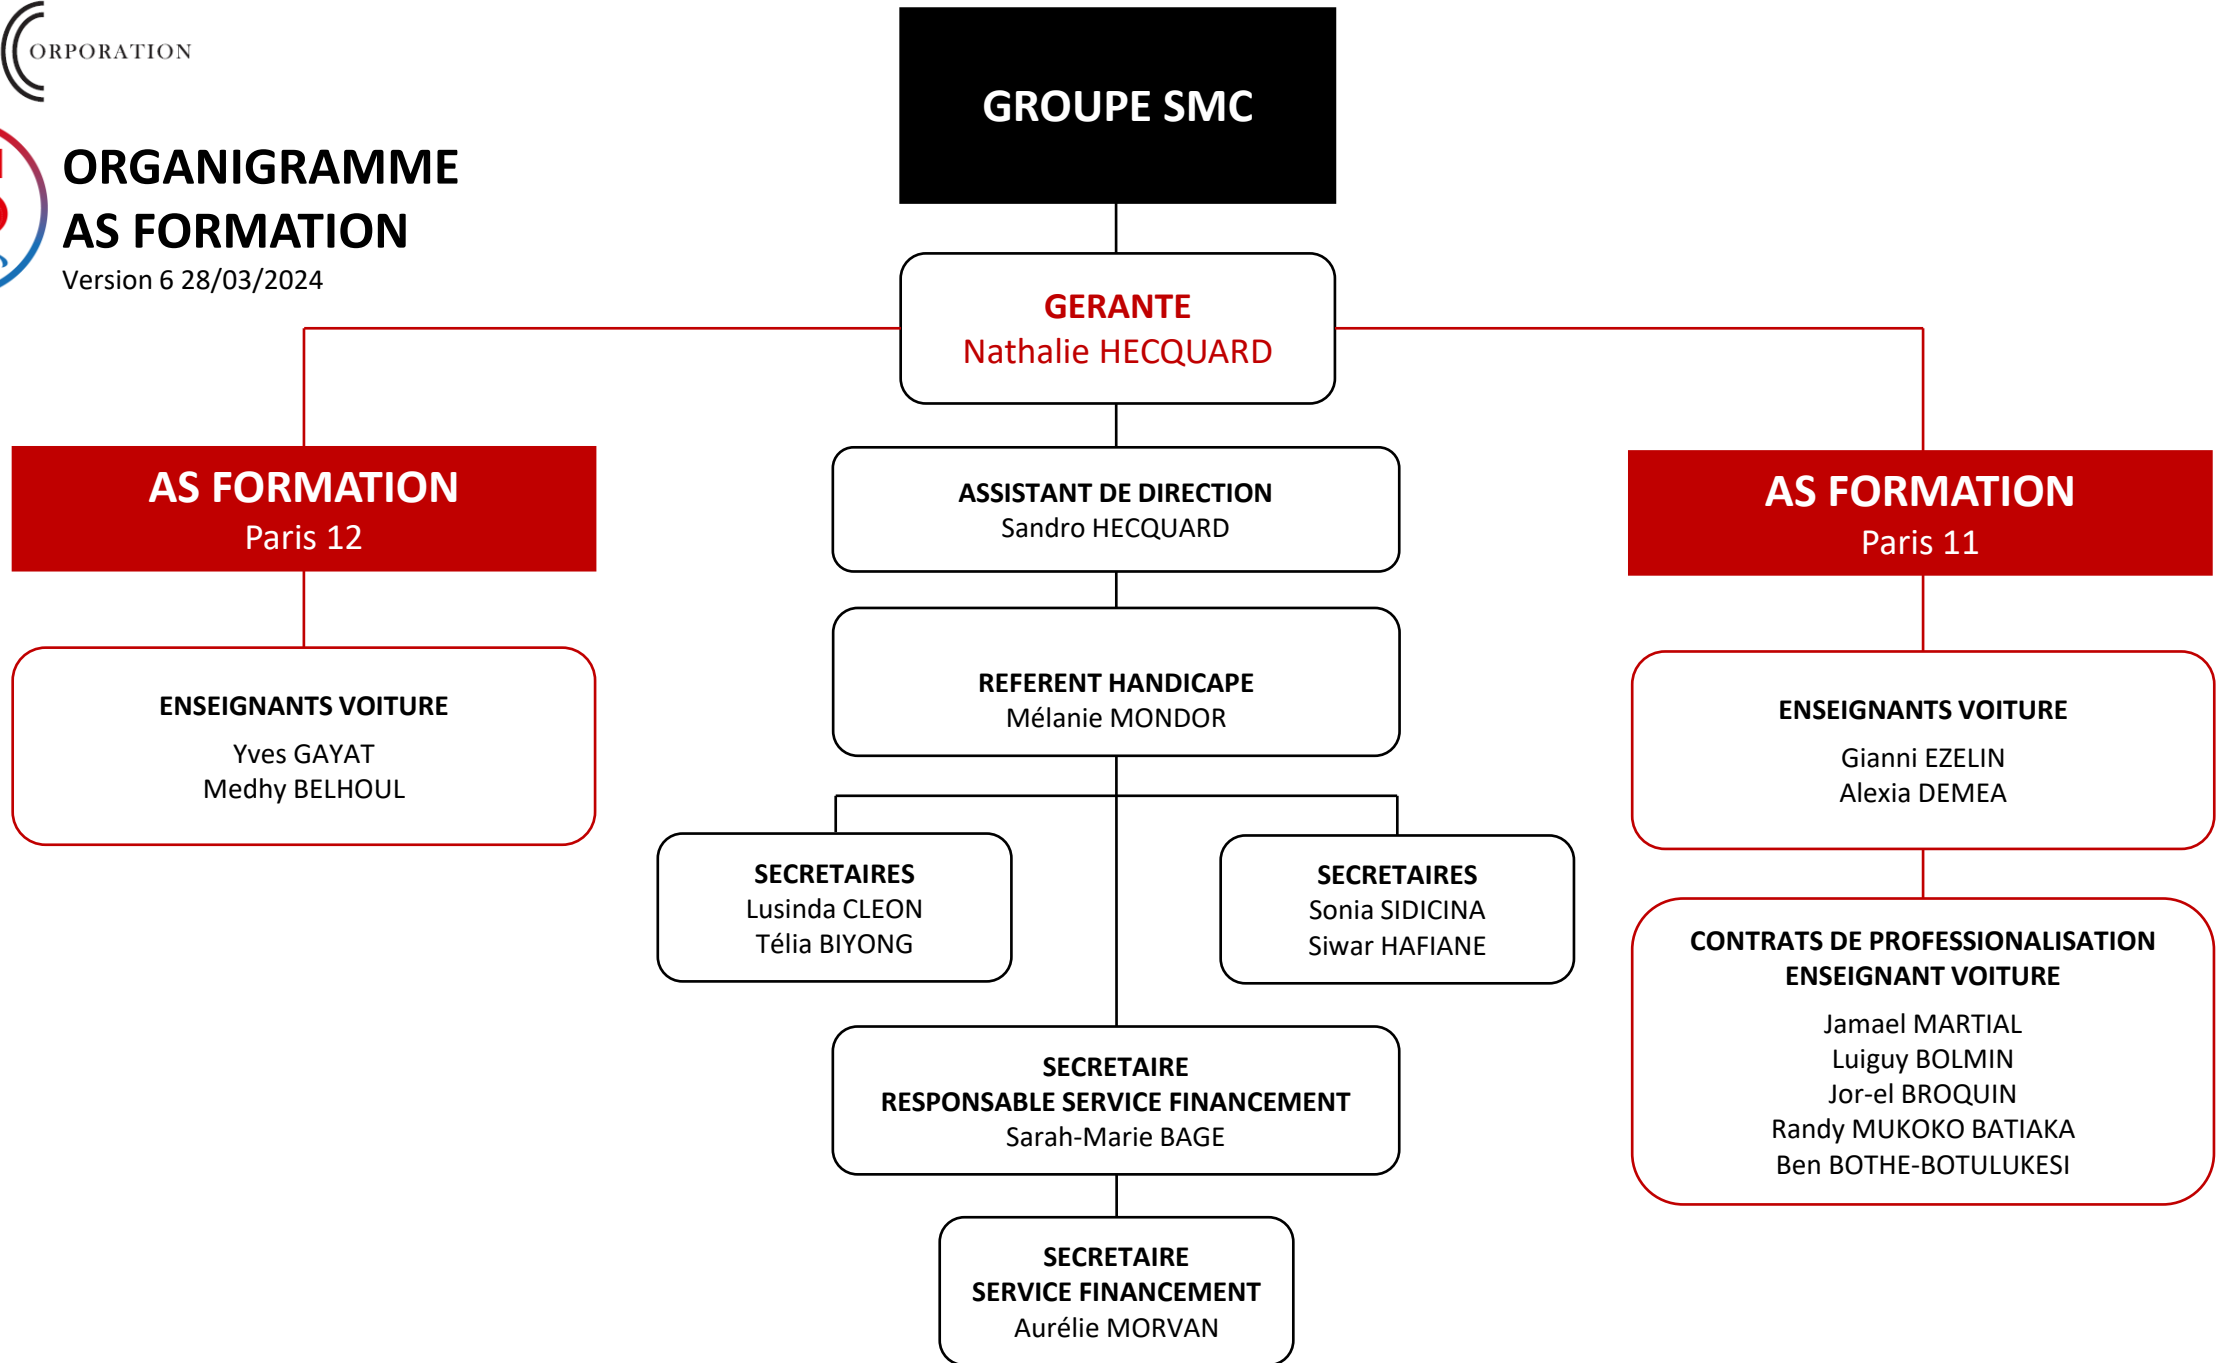 ORPORATION
ORGANIGRAMME
AS FORMATION
Version 6 28/03/2024
GROUPE SMC
GERANTE
Nathalie HECQUARD
AS FORMATION
Paris 12
ENSEIGNANTS VOITURE
Yves GAYAT
Medhy BELHOUL
ASSISTANT DE DIRECTION
Sandro HECQUARD
REFERENT HANDICAPE
Mélanie MONDOR
SECRETAIRES
Lusinda CLEON
Télia BIYONG
SECRETAIRES
Sonia SIDICINA
Siwar HAFIANE
SECRETAIRE
RESPONSABLE SERVICE FINANCEMENT
Sarah-Marie BAGE
SECRETAIRE
SERVICE FINANCEMENT
Aurélie MORVAN
AS FORMATION
Paris 11
ENSEIGNANTS VOITURE
Gianni EZELIN
Alexia DEMEA
CONTRATS DE PROFESSIONALISATION
ENSEIGNANT VOITURE
Jamael MARTIAL
Luiguy BOLMIN
Jor-el BROQUIN
Randy MUKOKO BATIAKA
Ben BOTHE-BOTULUKESI